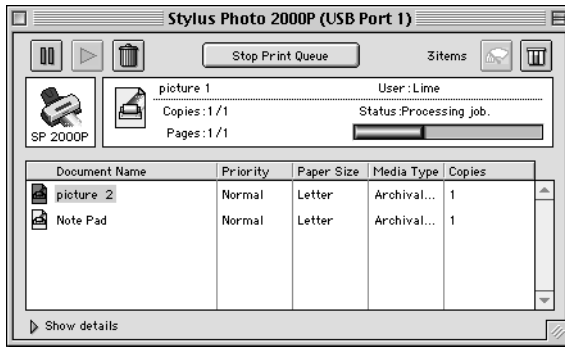 Stylus Photo 2000P (USB Port 1)
Stop Print Queue
3items
SP 2000P
picture 1
User:Lime
Copies:1/1
Status:Processing job.
Pages:1/1
Document Name Priority Paper Size Media Type Copies
picture 2 Normal Letter Archival... 1
Note Pad Normal Letter Archival... 1
Show details